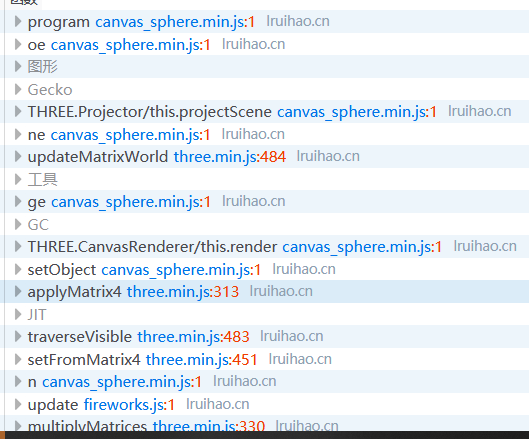 函数
program canvas_sphere.min.js:1 lruihao.cn
oe canvas_sphere.min.js:1 lruihao.cn
图形
Gecko
THREE.Projector/this.projectScene canvas_sphere.min.js:1 lruihao.cn
ne canvas_sphere.min.js:1 lruihao.cn
updateMatrixWorld three.min.js:484 lruihao.cn
工具
ge canvas_sphere.min.js:1 lruihao.cn
GC
THREE.CanvasRenderer/this.render canvas_sphere.min.js:1 lruihao.cn
setObject canvas_sphere.min.js:1 lruihao.cn
applyMatrix4 three.min.js:313 lruihao.cn
JIT
traverseVisible three.min.js:483 lruihao.cn
setFromMatrix4 three.min.js:451 lruihao.cn
n canvas_sphere.min.js:1 lruihao.cn
update fireworks.js:1 lruihao.cn
multiplyMatrices three.min.js:330 lruihao.cn